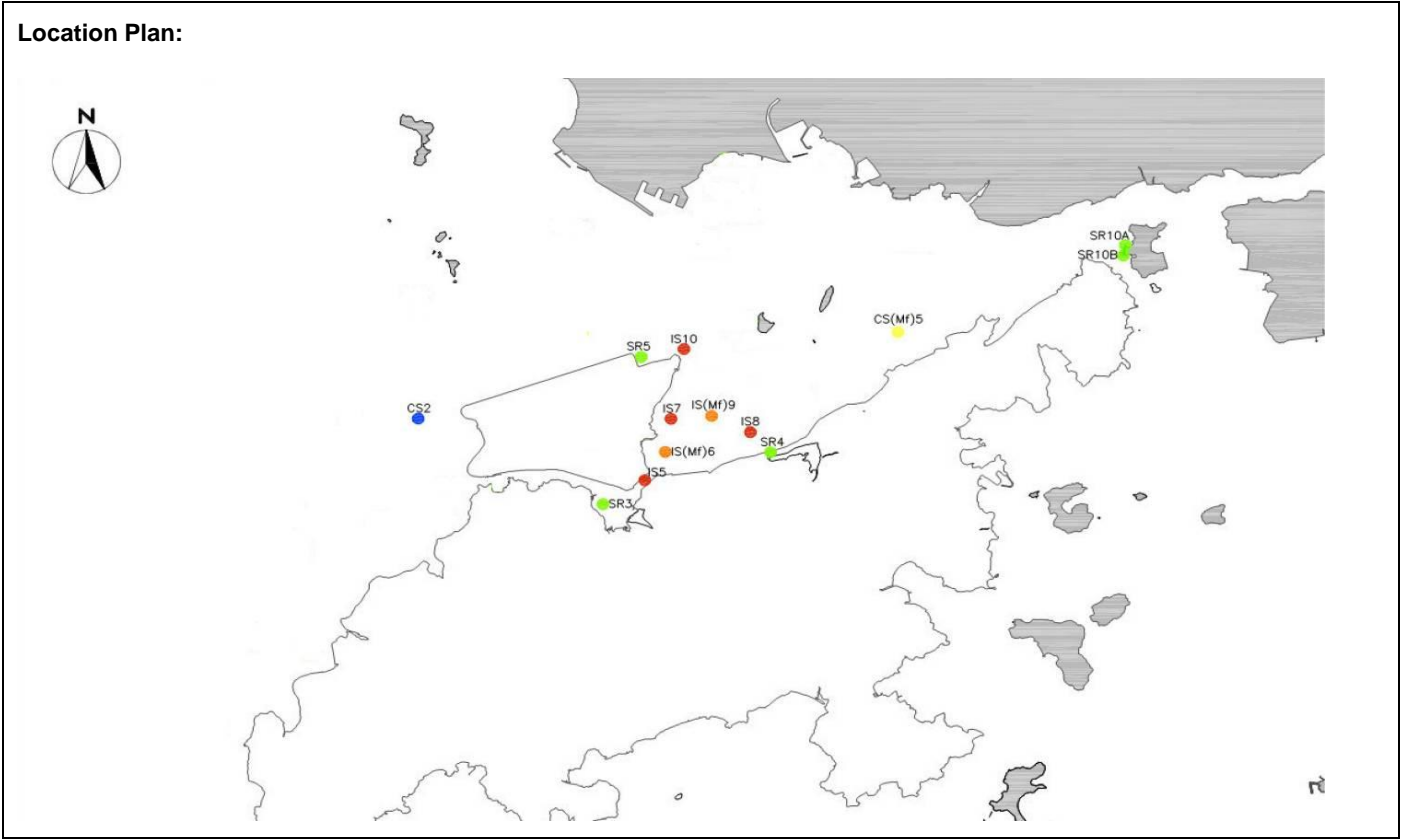 Location Plan:
N
SR10A
SR10B
CS(Mf)5
IS10
SR5
CS2
IS7
IS(Mf)9
IS8
SR4
IS(Mf)6
IS5
SR3